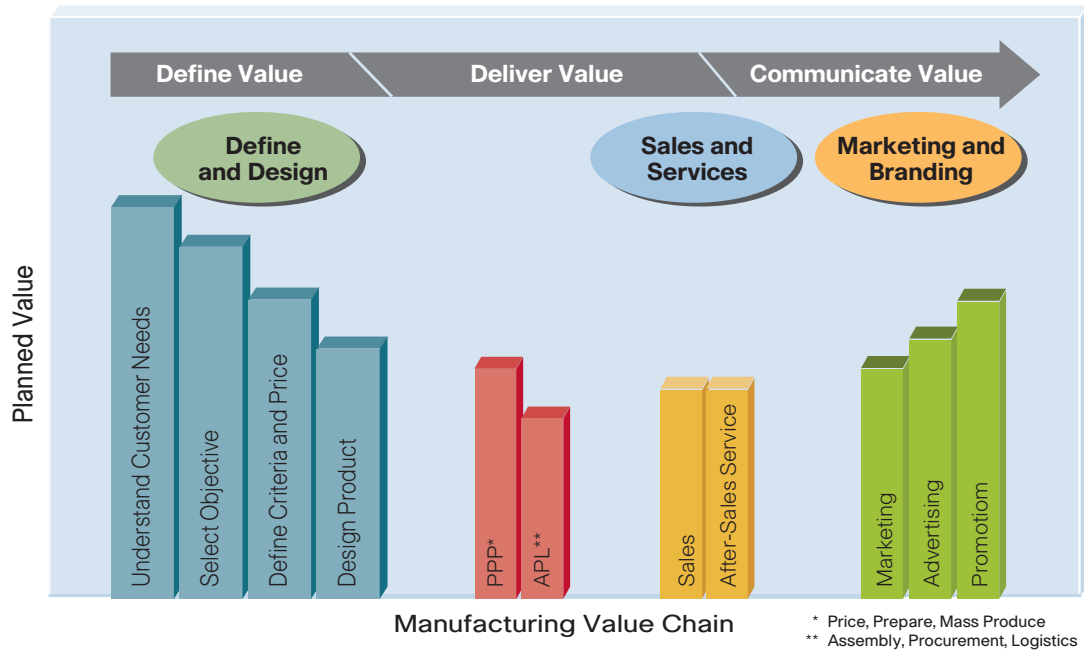 Define Value
Deliver Value
Communicate Value
Define
and Design
Sales and
Services
Marketing and
Branding
Planned Value
Understand Customer Needs
Select Objective
Define Criteria and Price
Design Product
PPP*
APL**
Sales
After-Sales Service
Marketing
Advertising
Promotiom
Manufacturing Value Chain
* Price, Prepare, Mass Produce
** Assembly, Procurement, Logistics